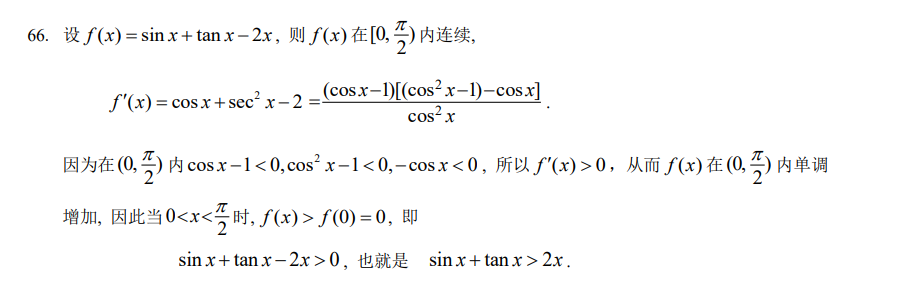 66. 设 f(x) = sin x + tan x − 2x, 则 f(x) 在[0, π/2) 内连续,
f′(x) = cos x + sec² x − 2 = (cos x−1)[(cos² x−1)−cos x] / cos² x .
因为在(0, π/2) 内 cos x −1 < 0, cos² x −1 < 0, −cos x < 0, 所以 f′(x) > 0, 从而 f(x) 在(0, π/2) 内单调
增加, 因此当 0<x<π/2 时, f(x) > f(0) = 0, 即
sin x + tan x − 2x > 0, 也就是 sin x + tan x > 2x .